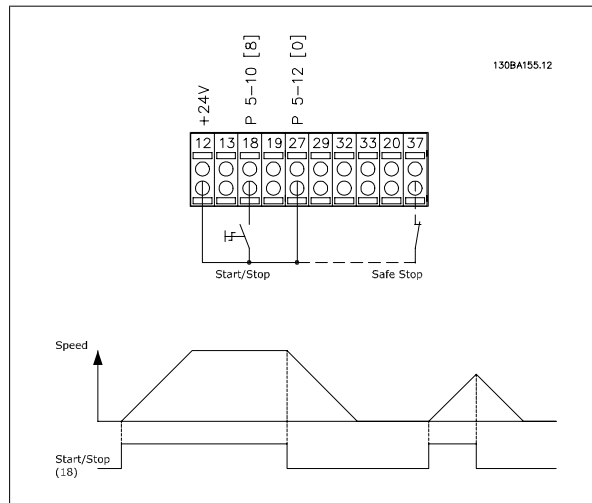 130BA155.12
+24V
P 5-10 [8]
P 5-12 [0]
12 13 18 19 27 29 32 33 20 37
Start/Stop
Safe Stop
Speed
Start/Stop
(18)